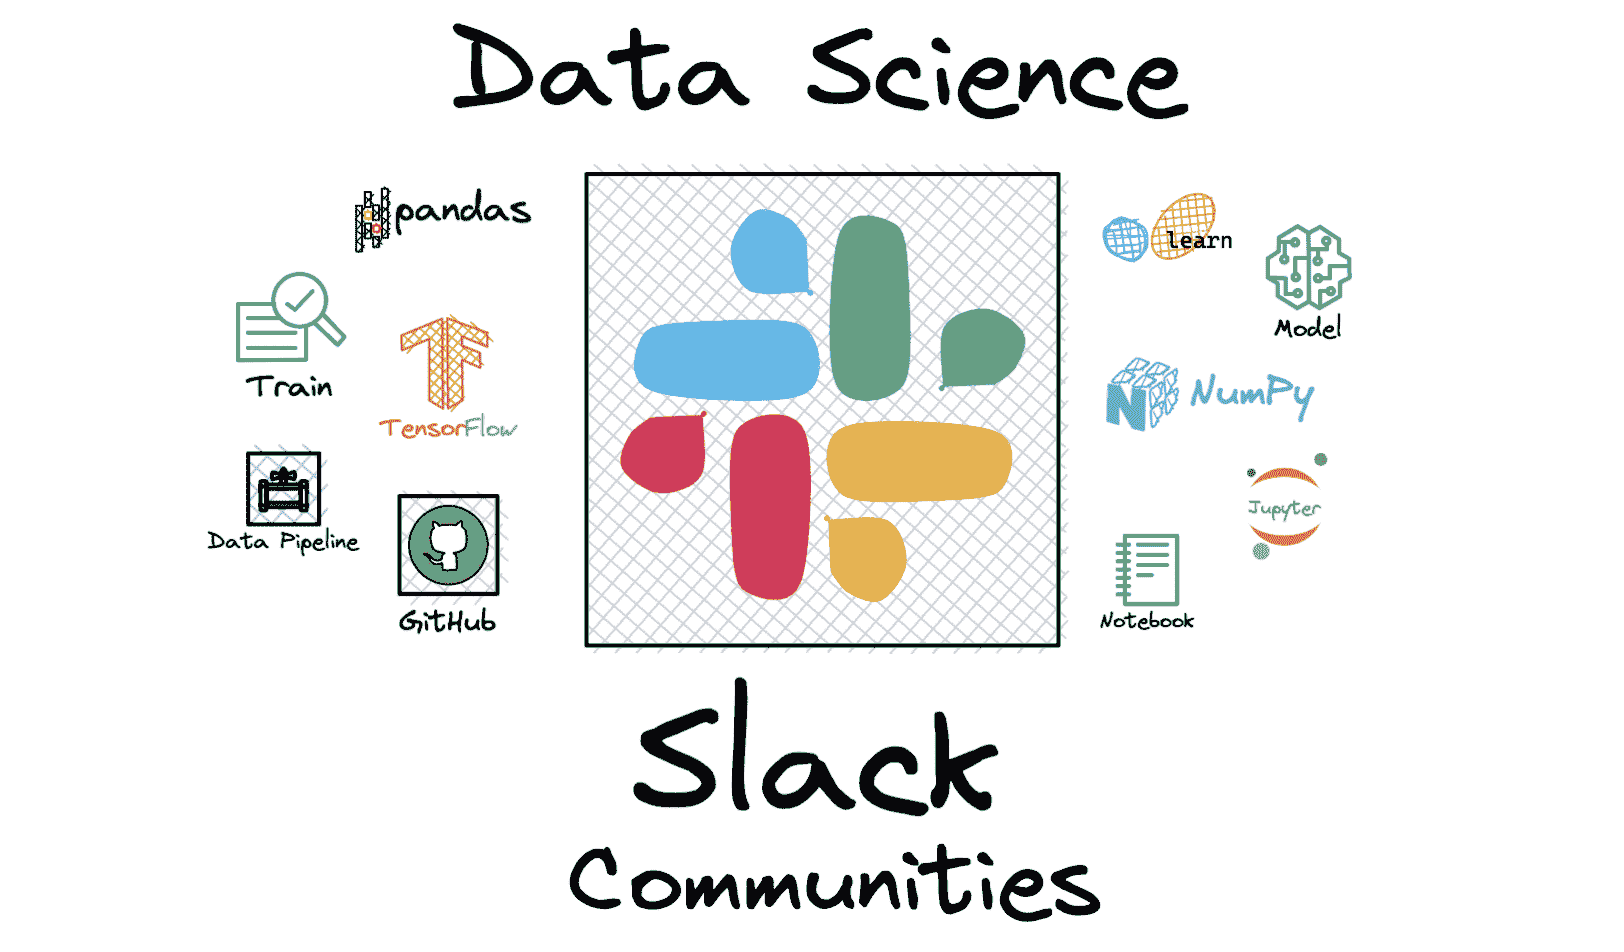 Data Science
pandas
learn
Train
Model
TensorFlow
NumPy
N
Data Pipeline
Jupyter
GitHub
Notebook
Slack
Communities